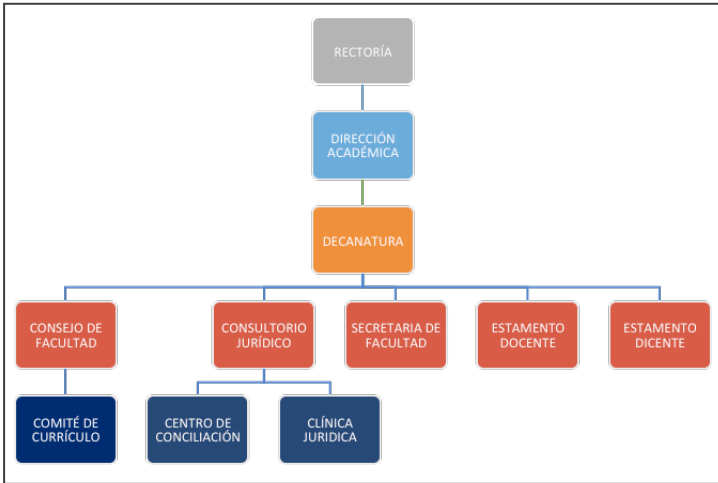 RECTORÍA
DIRECCIÓN
ACADÉMICA
DECANATURA
CONSEJO DE
FACULTAD
CONSULTORIO
JURÍDICO
SECRETARIA DE
FACULTAD
ESTAMENTO
DOCENTE
ESTAMENTO
DICENTE
COMITÉ DE
CURRÍCULO
CENTRO DE
CONCILIACIÓN
CLÍNICA
JURIDICA